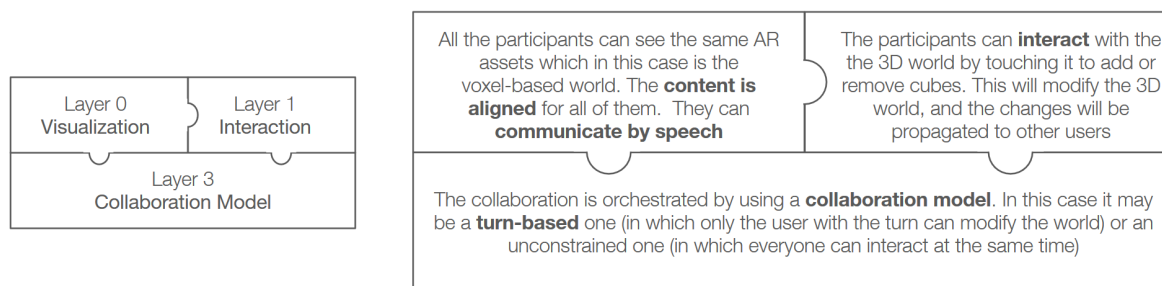 Layer 0
Visualization
Layer 1
Interaction
Layer 3
Collaboration Model
All the participants can see the same AR
assets which in this case is the
voxel-based world. The content is
aligned for all of them. They can
communicate by speech
The participants can interact with the
the 3D world by touching it to add or
remove cubes. This will modify the 3D
world, and the changes will be
propagated to other users
The collaboration is orchestrated by using a collaboration model. In this case it may
be a turn-based one (in which only the user with the turn can modify the world) or an
unconstrained one (in which everyone can interact at the same time)